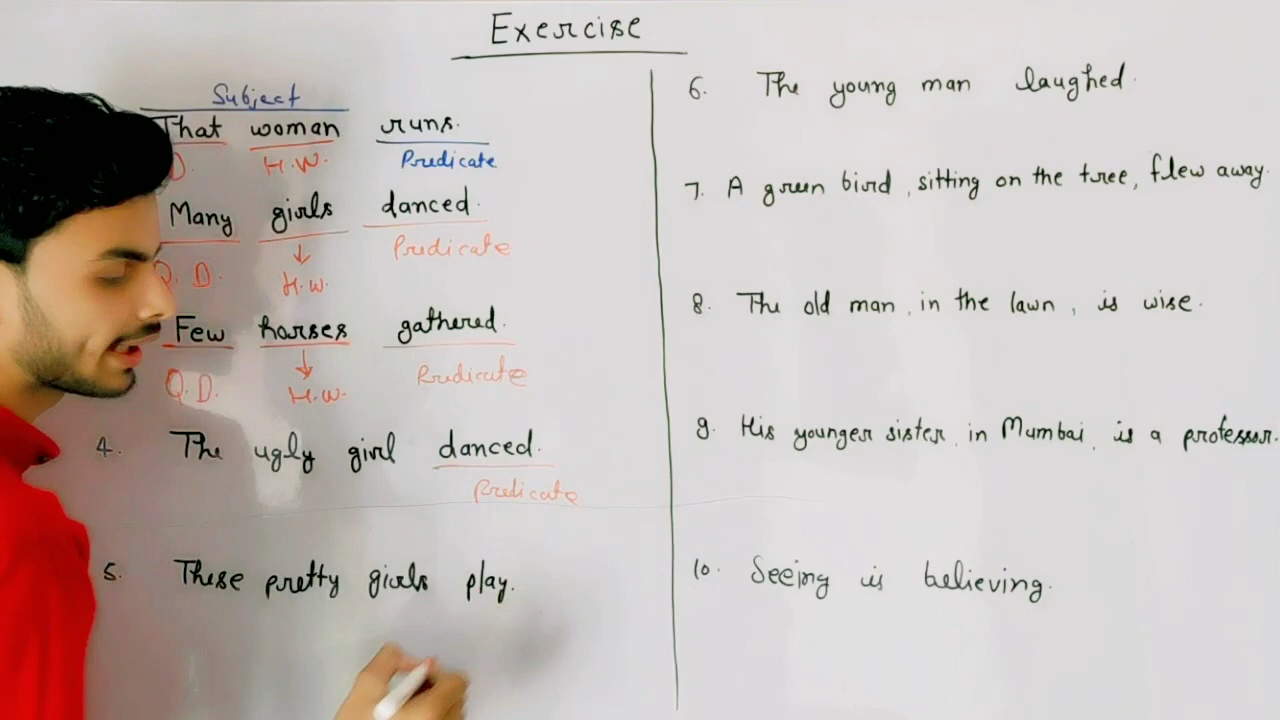 Exercise
Subject
That woman runs.
D. H.W. Predicate
Many girls danced.
Q.D. H.W. Predicate
Few horses gathered.
Q.D. H.W. Predicate
4. The ugly girl danced.
Predicate
5. These pretty girls play.
6. The young man laughed.
7. A green bird, sitting on the tree, flew away.
8. The old man, in the lawn, is wise.
9. His younger sister, in Mumbai, is a professor.
10. Seeing is believing.